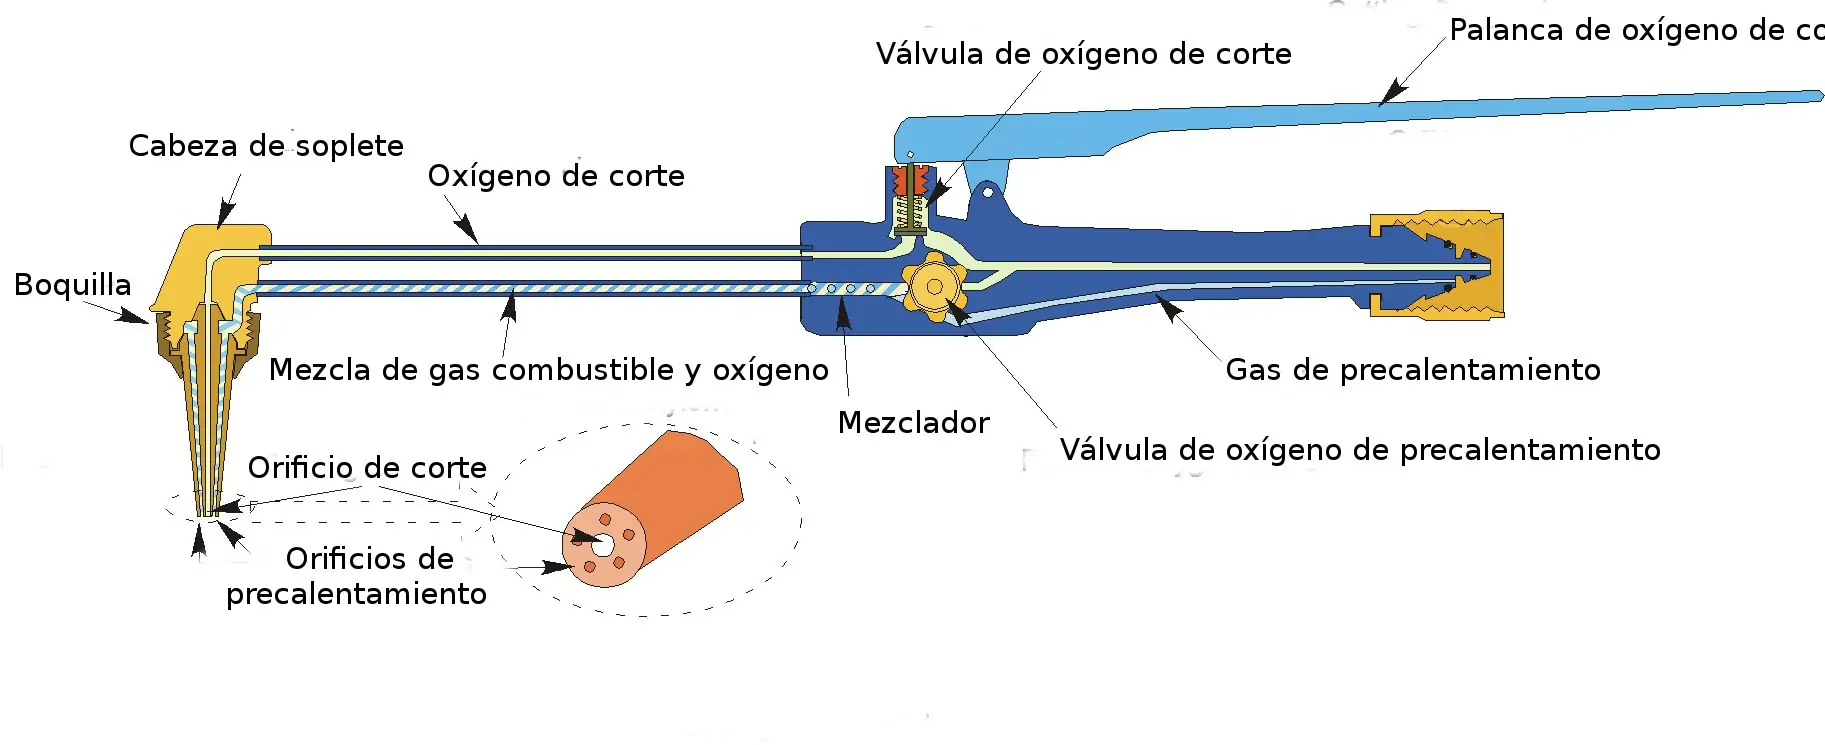 Palanca de oxígeno de
Válvula de oxígeno de corte
Cabeza de soplete
Oxígeno de corte
Boquilla
Mezcla de gas combustible y oxígeno
Gas de precalentamiento
Mezclador
Válvula de oxígeno de precalentamiento
Orificio de corte
Orificios de
precalentamiento